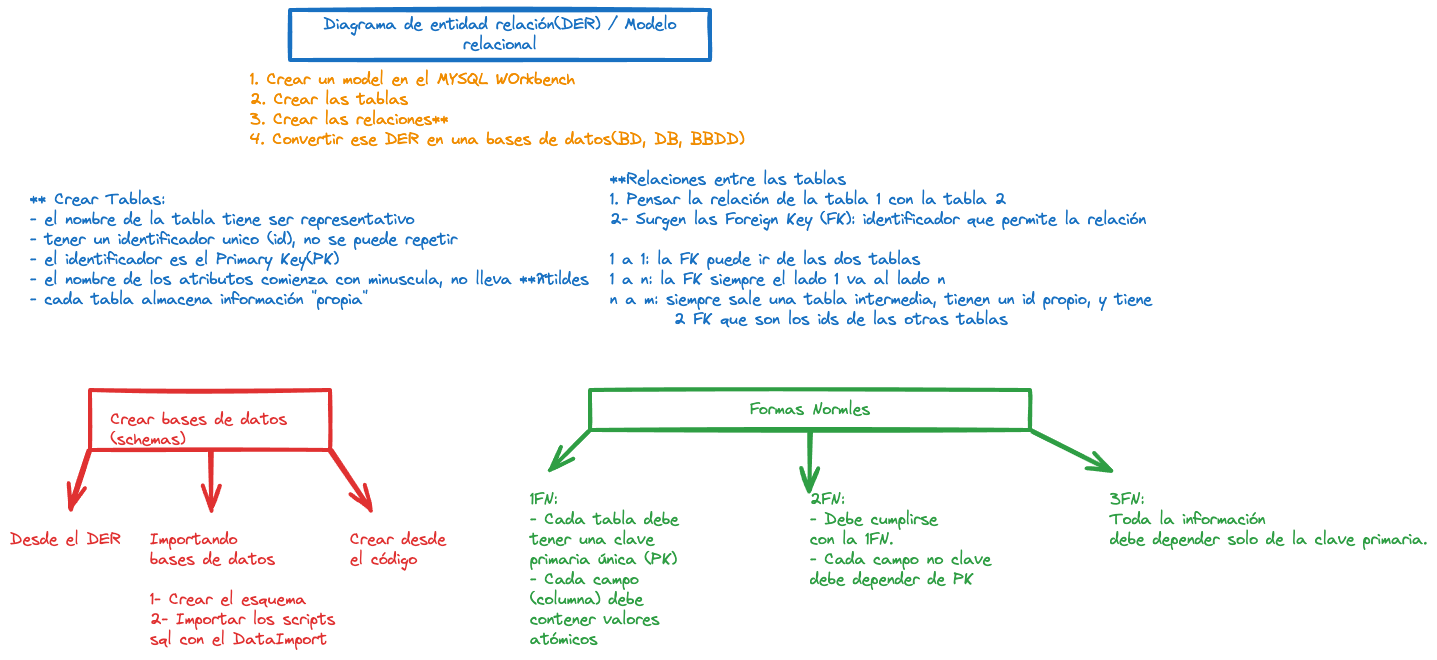 Diagrama de entidad relación(DER) / Modelo
relacional
1. Crear un model en el MYSQL WOrkbench
2. Crear las tablas
3. Crear las relaciones**
4. Convertir ese DER en una bases de datos(BD, DB, BBDD)
** Crear Tablas:
- el nombre de la tabla tiene ser representativo
- tener un identificador unico (id), no se puede repetir
- el identificador es el Primary Key(PK)
- el nombre de los atributos comienza con minuscula, no lleva tildes
- cada tabla almacena información "propia"
**Relaciones entre las tablas
1. Pensar la relación de la tabla 1 con la tabla 2
2- Surgen las Foreign Key (FK): identificador que permite la relación
1 a 1: la FK puede ir de las dos tablas
1 a n: la FK siempre el lado 1 va al lado n
n a m: siempre sale una tabla intermedia, tienen un id propio, y tiene
2 FK que son los ids de las otras tablas
Crear bases de datos
(schemas)
Desde el DER
Importando
bases de datos
1- Crear el esquema
2- Importar los scripts
sql con el DataImport
Crear desde
el código
Formas Normles
1FN:
- Cada tabla debe
tener una clave
primaria única (PK)
- Cada campo
(columna) debe
contener valores
atómicos
2FN:
- Debe cumplirse
con la 1FN.
- Cada campo no clave
debe depender de PK
3FN:
Toda la información
debe depender solo de la clave primaria.